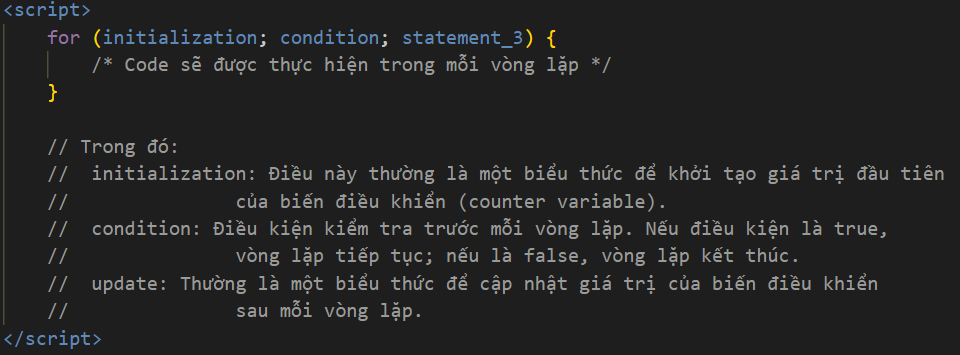 <script>
for (initialization; condition; statement_3) {
/* Code sẽ được thực hiện trong mỗi vòng lặp */
}
// Trong đó:
// initialization: Điều này thường là một biểu thức để khởi tạo giá trị đầu tiên
// của biến điều khiển (counter variable).
// condition: Điều kiện kiểm tra trước mỗi vòng lặp. Nếu điều kiện là true,
// vòng lặp tiếp tục; nếu là false, vòng lặp kết thúc.
// update: Thường là một biểu thức để cập nhật giá trị của biến điều khiển
// sau mỗi vòng lặp.
</script>